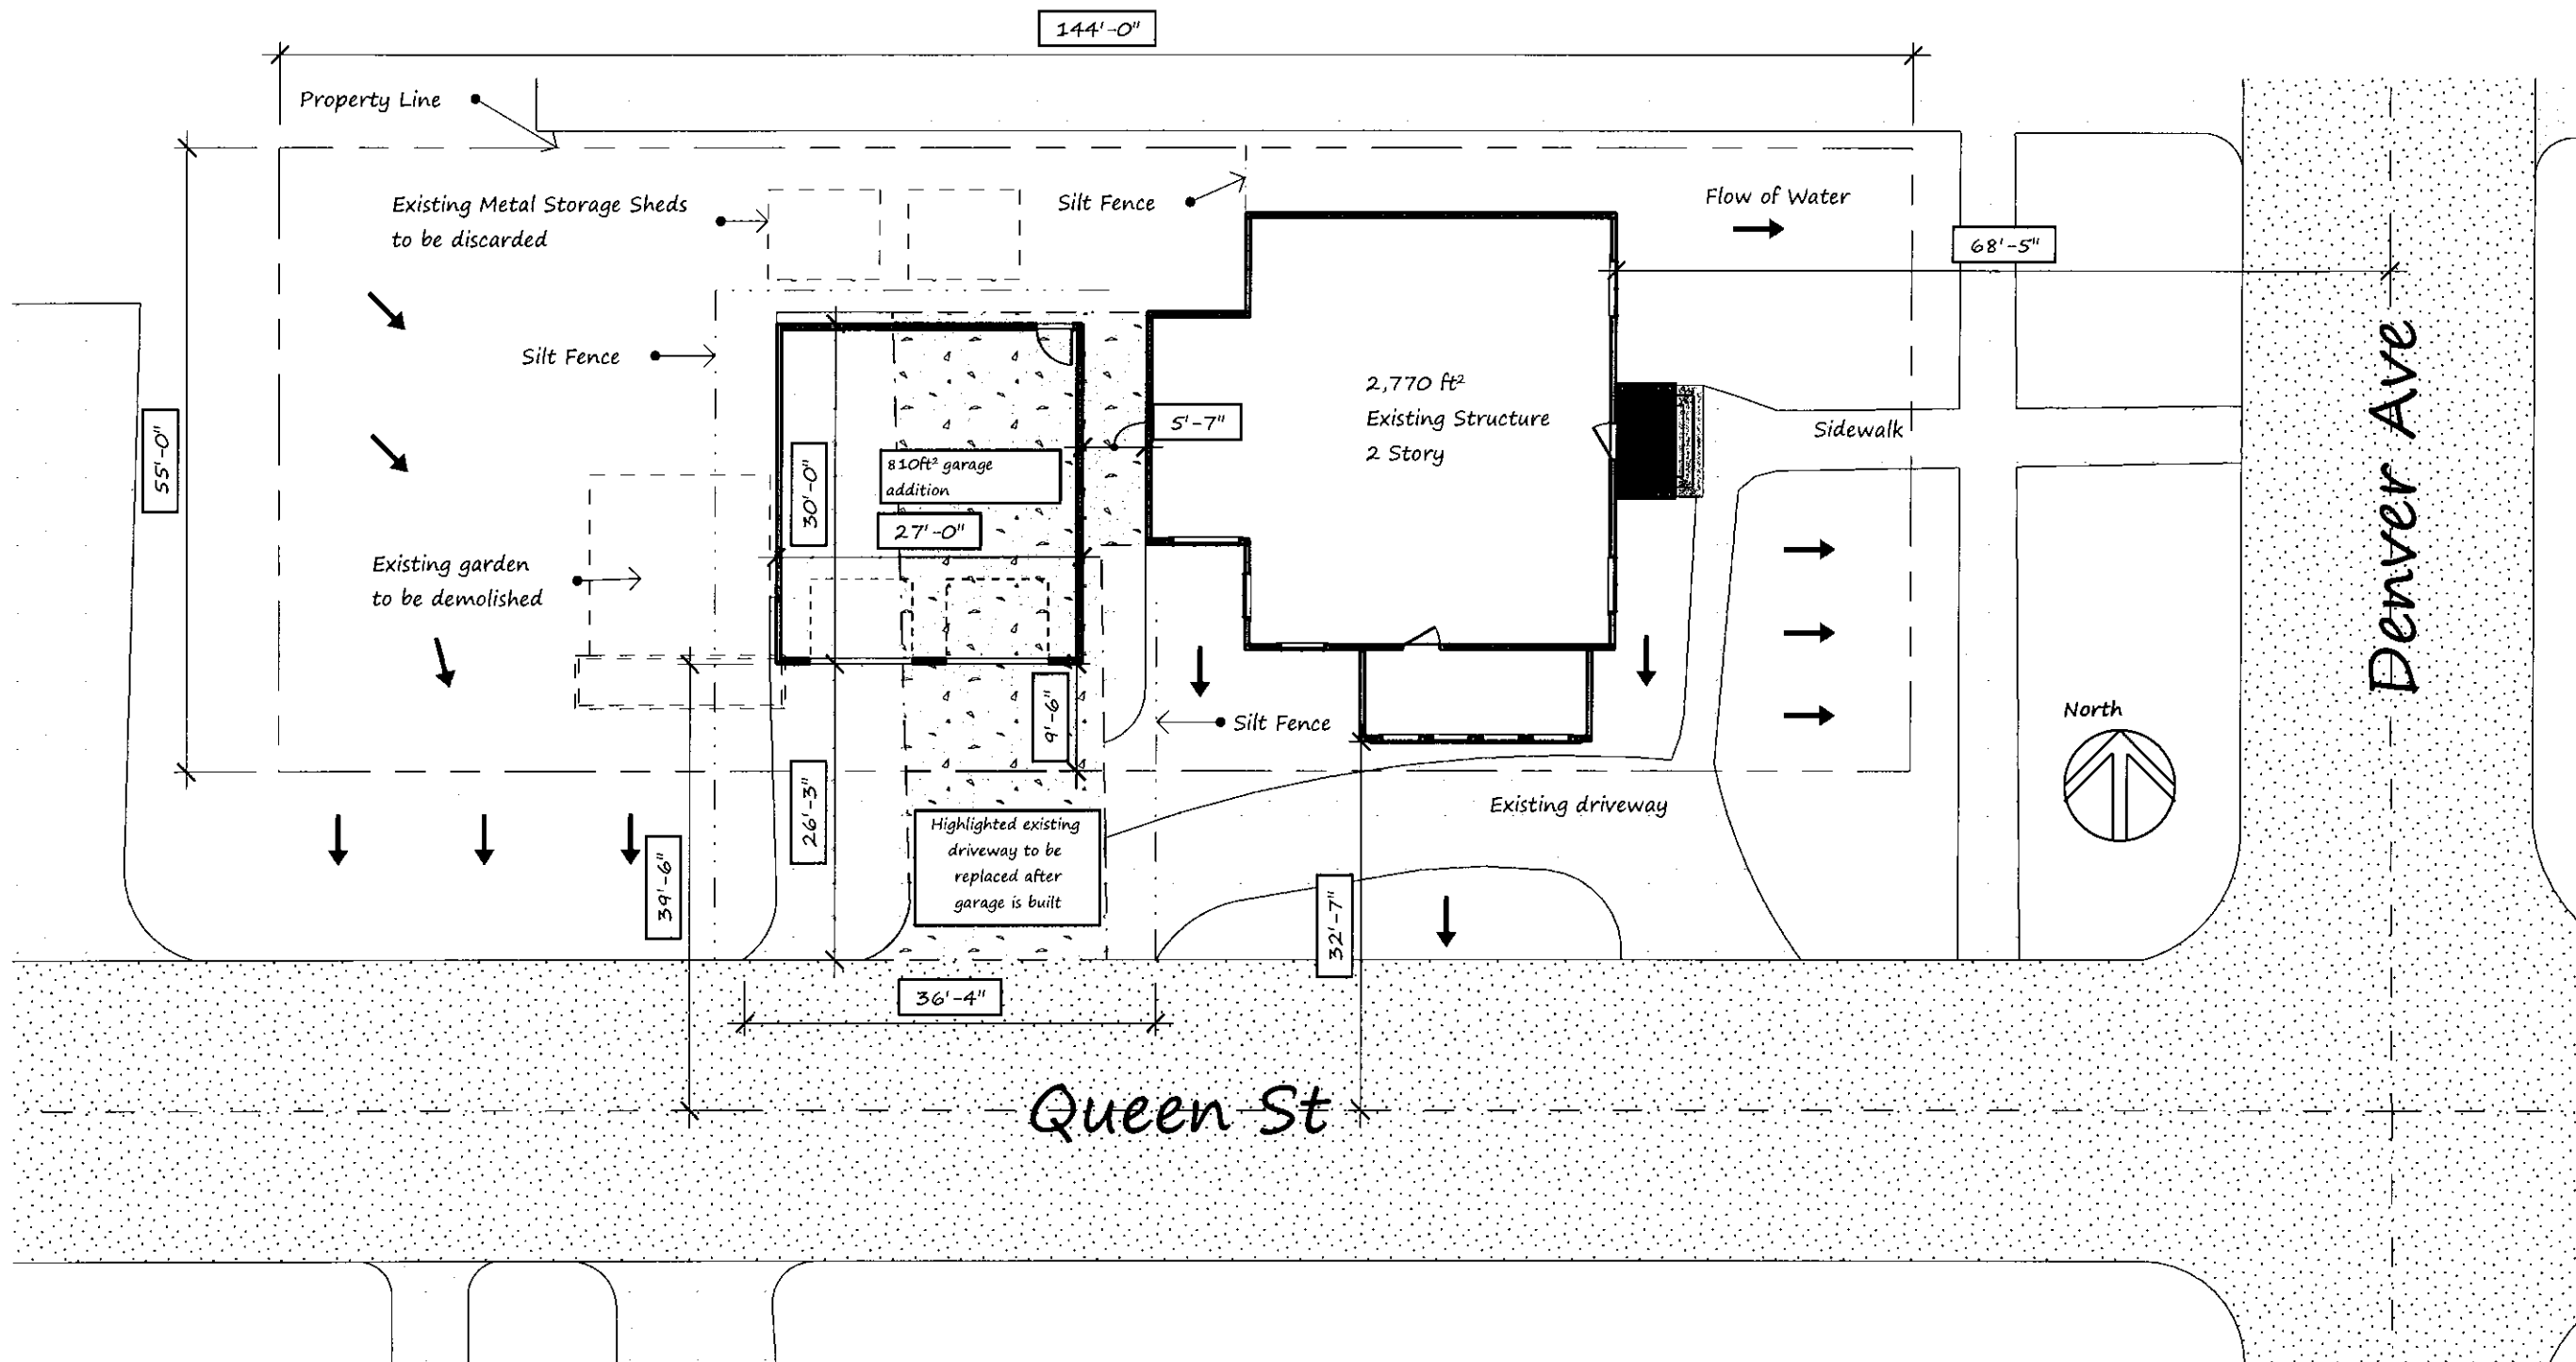 144'-0"
Property Line
Existing Metal Storage Sheds
to be discarded
Silt Fence
Flow of Water
68'-5"
Silt Fence
55'-0"
30'-0"
810ft² garage
addition
27'-0"
5'-7"
2,770 ft²
Existing Structure
2 Story
Sidewalk
Denver Ave
Existing garden
to be demolished
9'-6"
Silt Fence
North
26'-3"
39'-6"
Highlighted existing
driveway to be
replaced after
garage is built
Existing driveway
32'-7"
36'-4"
Queen St